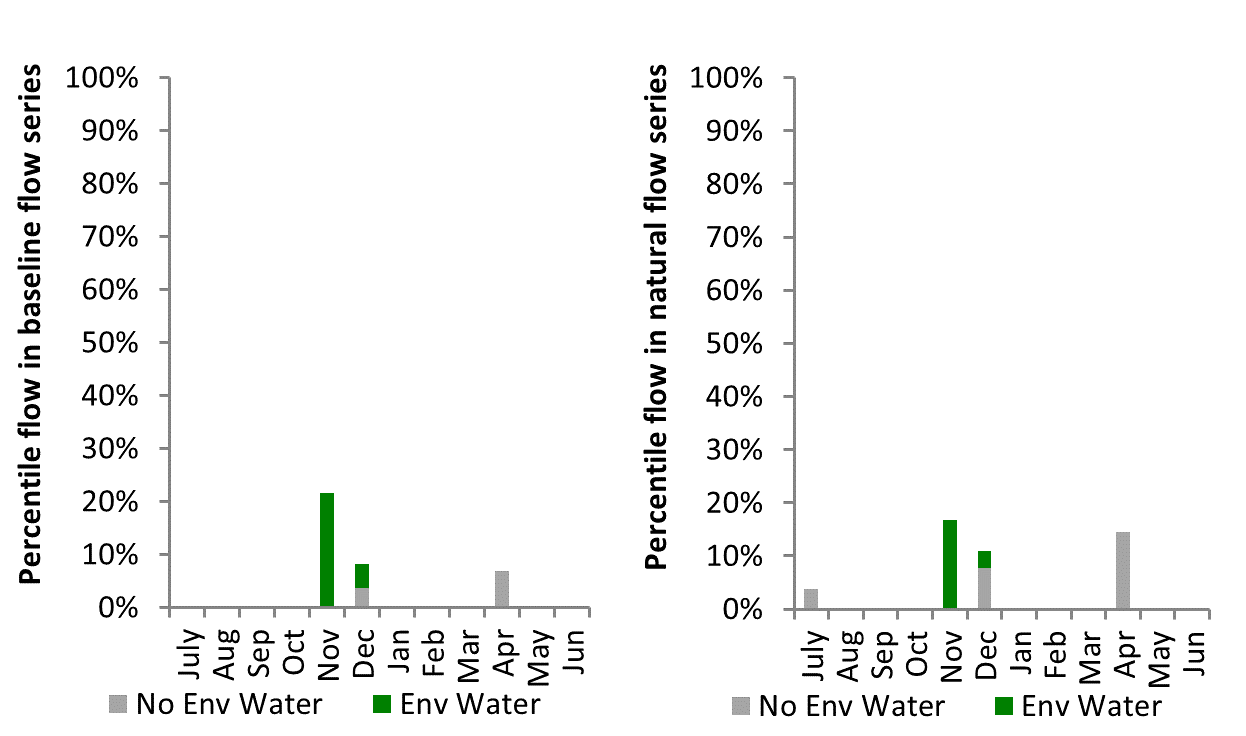 Percentile flow in baseline flow series
100%
90%
80%
70%
60%
50%
40%
30%
20%
10%
0%
July
Aug
Sep
Oct
Nov
Dec
Jan
Feb
Mar
Apr
May
Jun
No Env Water
Env Water
Percentile flow in natural flow series
100%
90%
80%
70%
60%
50%
40%
30%
20%
10%
0%
July
Aug
Sep
Oct
Nov
Dec
Jan
Feb
Mar
Apr
May
Jun
No Env Water
Env Water